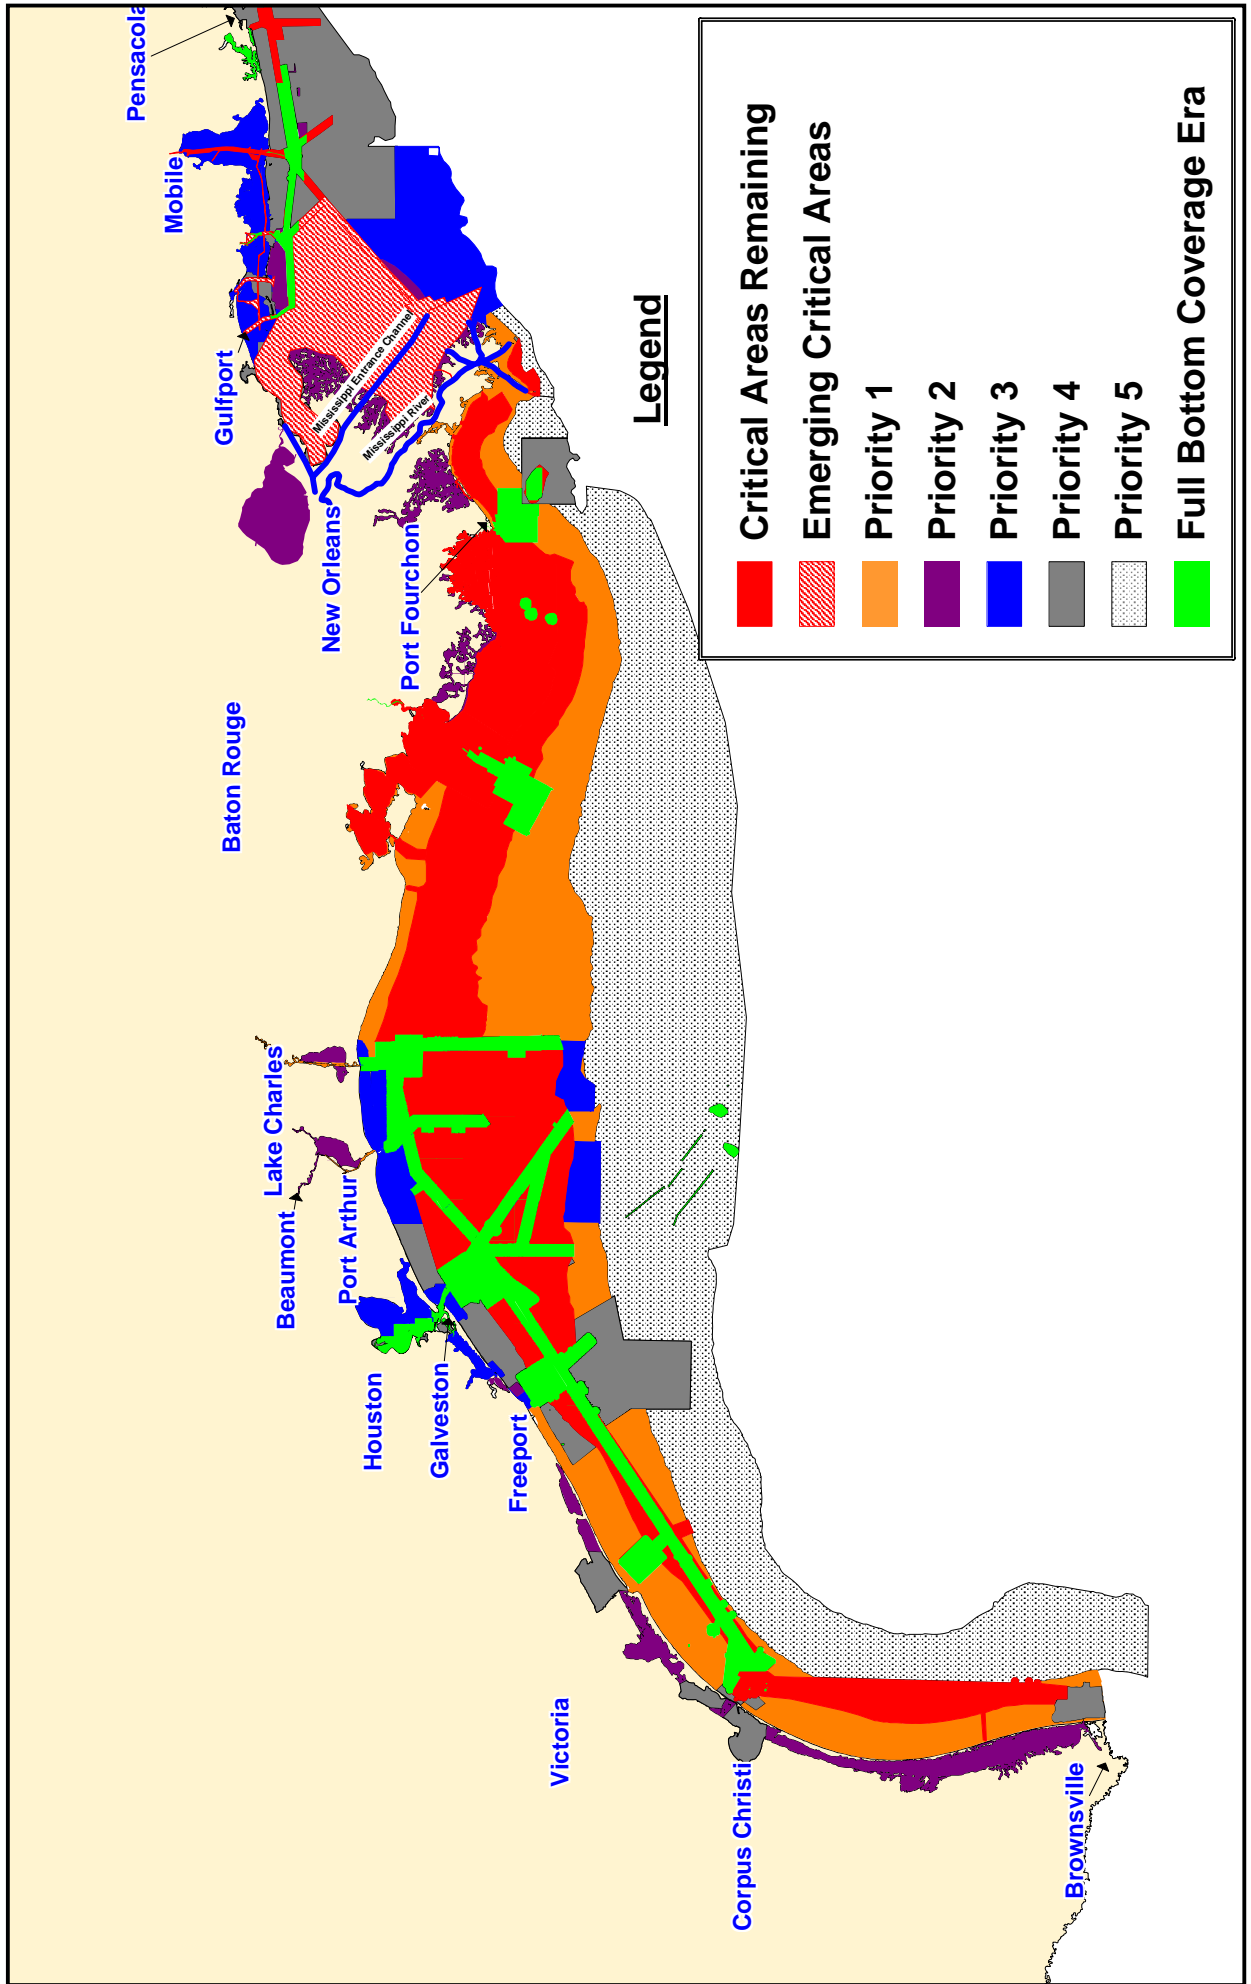 Pensacola
Mobile
Gulfport
Mississippi Entrance Channel
Mississippi River
New Orleans
Port Fourchon
Baton Rouge
Lake Charles
Beaumont
Port Arthur
Houston
Galveston
Freeport
Victoria
Corpus Christi
Brownsville
Legend
Critical Areas Remaining
Emerging Critical Areas
Priority 1
Priority 2
Priority 3
Priority 4
Priority 5
Full Bottom Coverage Era